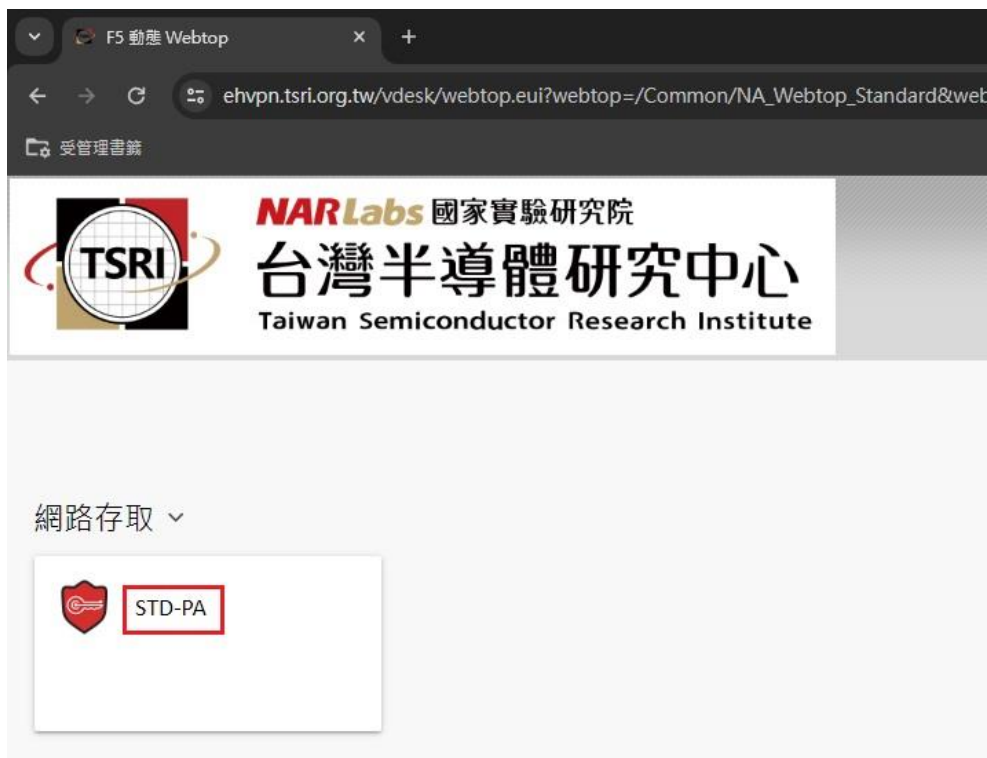 F5 動態 Webtop
ehvpn.tsri.org.tw/vdesk/webtop.eui?webtop=/Common/NA_Webtop_Standard&web
受管理書籤
TSRI
NARLabs 國家實驗研究院
台灣半導體研究中心
Taiwan Semiconductor Research Institute
網路存取
STD-PA